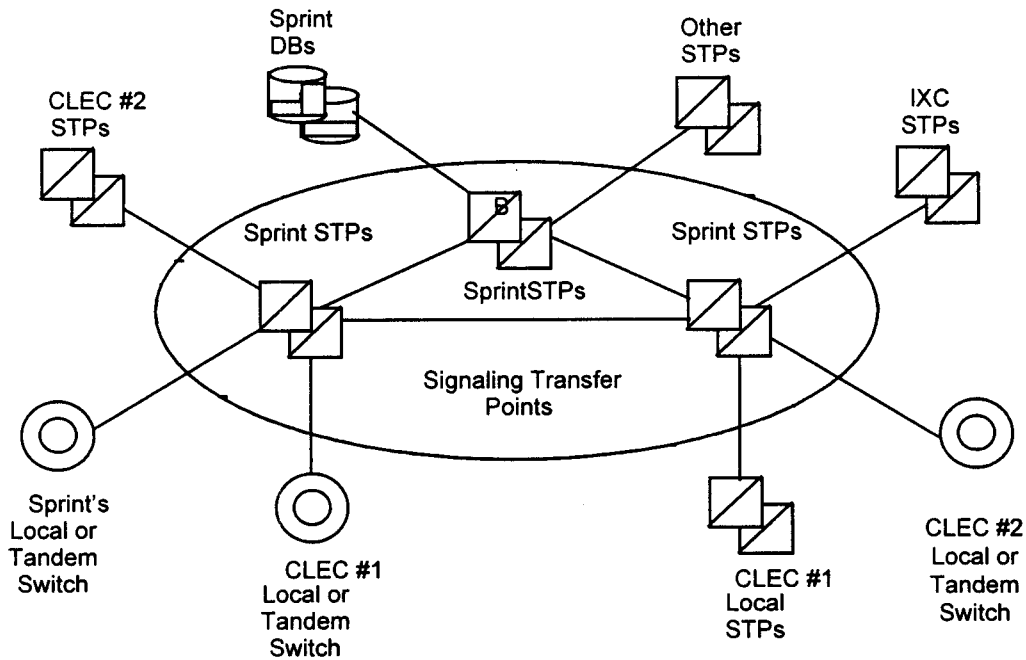 Sprint
DBs
Other
STPs
CLEC #2
STPs
IXC
STPs
B
Sprint STPs
Sprint STPs
SprintSTPs
Signaling Transfer
Points
Sprint's
Local or
Tandem
Switch
CLEC #1
Local or
Tandem
Switch
CLEC #1
Local
STPs
CLEC #2
Local or
Tandem
Switch